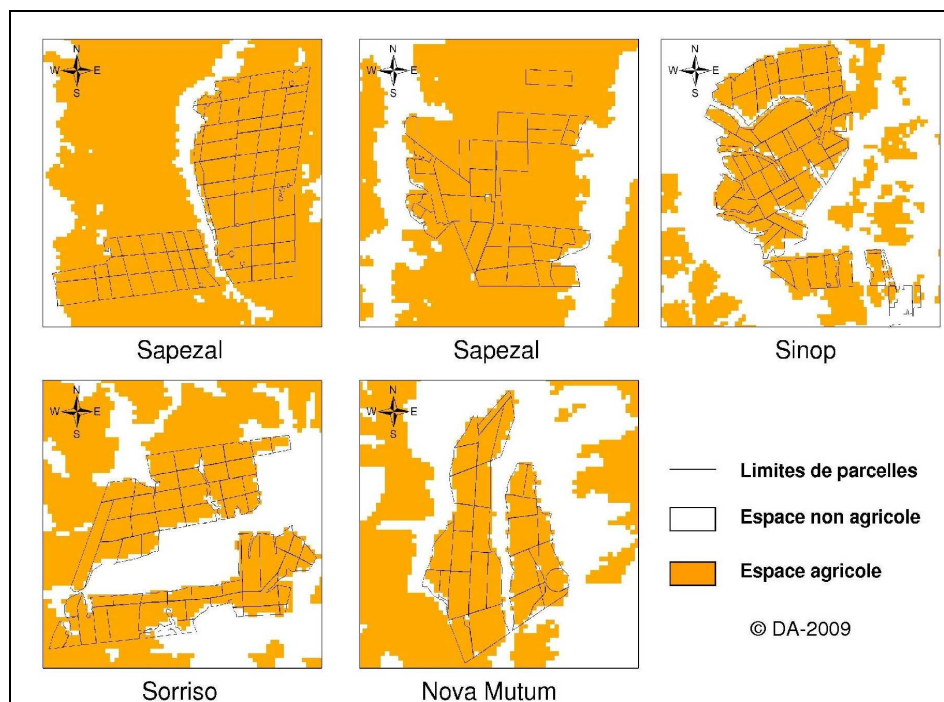 N
W E
S
N
W E
S
N
W E
S
Sapezal
Sapezal
Sinop
N
W E
S
N
W E
S
Limites de parcelles
Espace non agricole
Espace agricole
© DA-2009
Sorriso
Nova Mutum